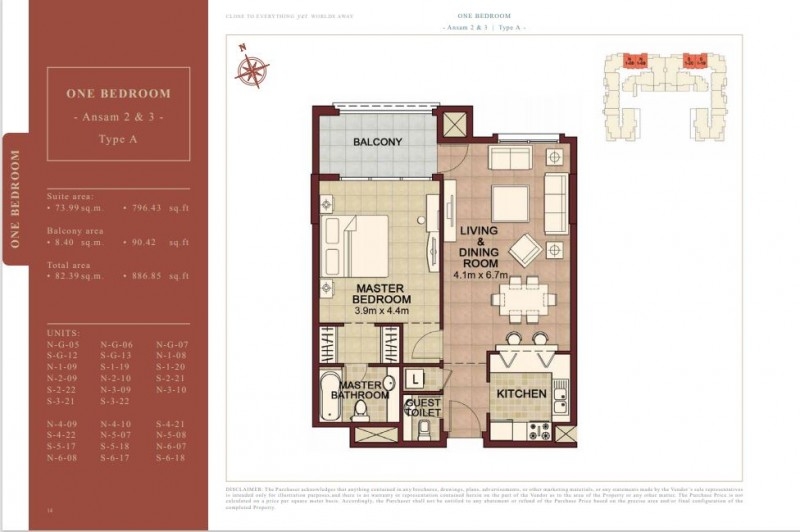 CLOSE TO EVERYTHING YET WORLDS AWAY
ONE BEDROOM
- Ansam 2 & 3 | Type A -
ONE BEDROOM
- Ansam 2 & 3 -
Type A
ONE BEDROOM
Suite area:
• 73.99 sq.m. • 796.43 sq.ft
Balcony area
• 8.40 sq.m. • 90.42 sq.ft
Total area
• 82.39 sq.m. • 886.85 sq.ft
UNITS:
N-G-05 N-G-06 N-G-07
S-G-12 S-G-13 N-1-08
N-1-09 S-1-19 S-1-20
N-2-09 N-2-10 S-2-21
S-2-22 N-3-09 N-3-10
S-3-21 S-3-22
N-4-09 N-4-10 S-4-21
S-4-22 N-5-07 N-5-08
S-5-17 S-5-18 N-6-07
N-6-08 S-6-17 S-6-18
14
N
BALCONY
LIVING
&
DINING
ROOM
4.1m x 6.7m
MASTER
BEDROOM
3.9m x 4.4m
MASTER
BATHROOM
L
GUEST
TOILET
KITCHEN
DISCLAIMER: The Purchaser acknowledges that anything contained in any brochures, drawings, plans, advertisements, or other marketing materials, or any statements made by the Vendor's sale representatives
is intended only for illustration purposes and there is no warranty or representation contained herein on the part of the Vendor as to the area of the Property or any other matter. The Purchase Price is not
calculated on a price per square meter basis. Accordingly, the Purchaser shall not be entitled to any abatement or refund of the Purchase Price based on the precise area and/or final configuration of the
completed Property.